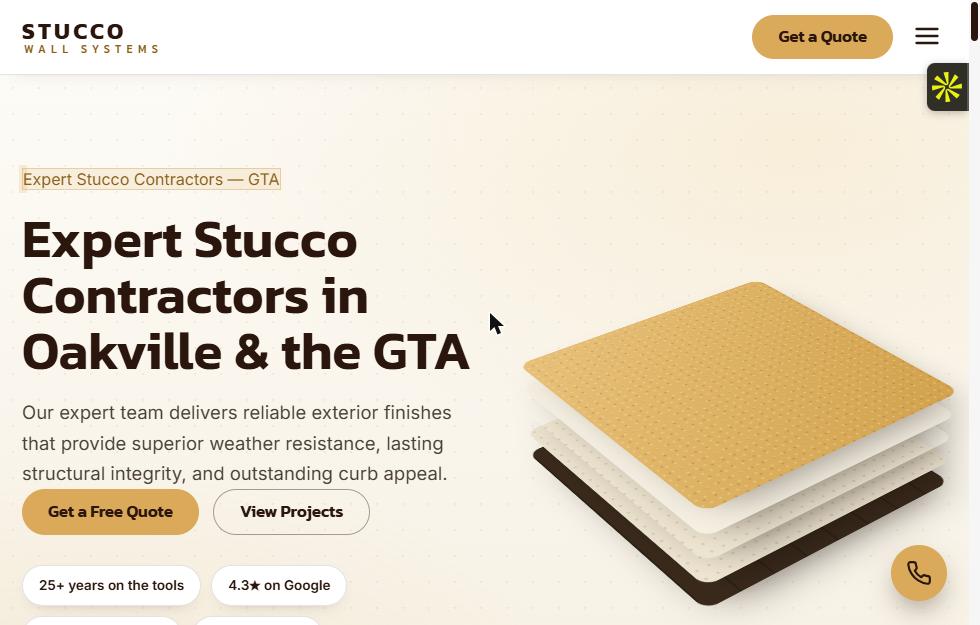 STUCCO
WALL SYSTEMS
Get a Quote
Expert Stucco Contractors — GTA
Expert Stucco
Contractors in
Oakville & the GTA
Our expert team delivers reliable exterior finishes
that provide superior weather resistance, lasting
structural integrity, and outstanding curb appeal.
Get a Free Quote
View Projects
25+ years on the tools
4.3★ on Google